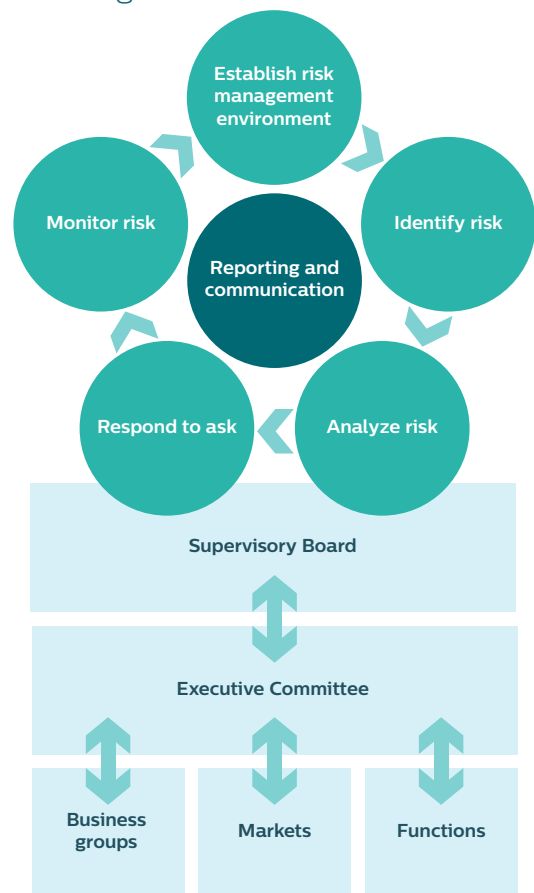 Establish risk
management
environment
Monitor risk
Identify risk
Reporting and
communication
Respond to ask
Analyze risk
Supervisory Board
Executive Committee
Business
groups
Markets
Functions